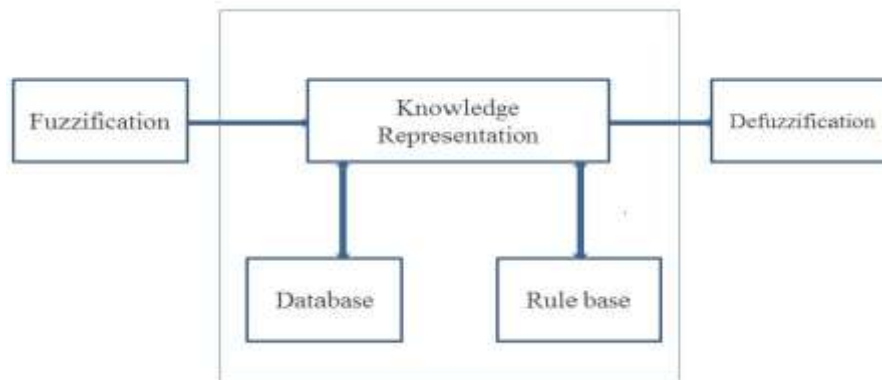 Fuzzification
Knowledge
Representation
Defuzzification
Database
Rule base